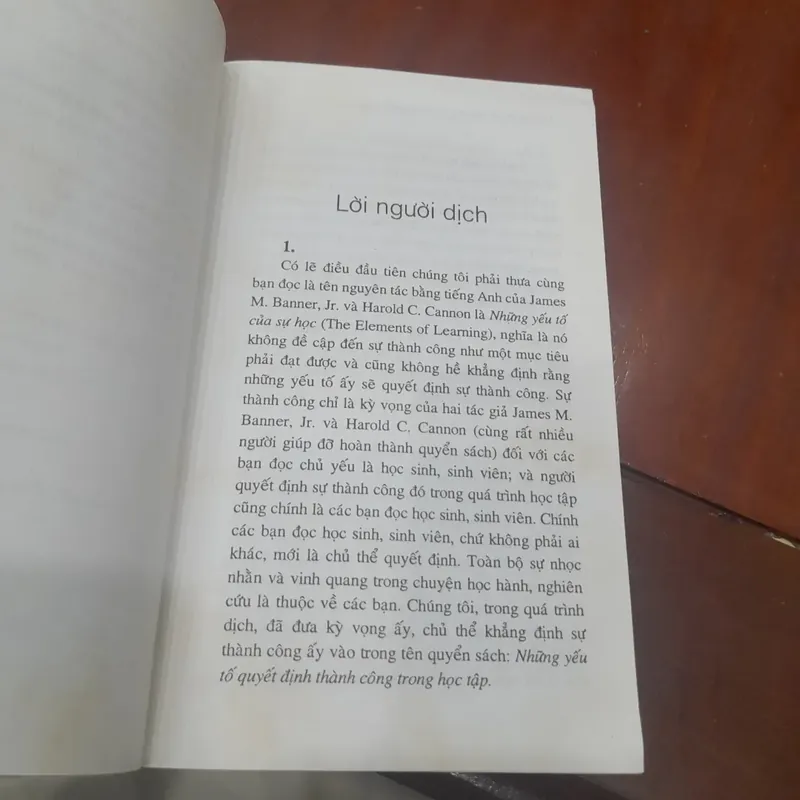 Lời người dịch
1.
Có lẽ điều đầu tiên chúng tôi phải thưa cùng
bạn đọc là tên nguyên tác bằng tiếng Anh của James
M. Banner, Jr. và Harold C. Cannon là Những yếu tố
của sự học (The Elements of Learning), nghĩa là nó
không đề cập đến sự thành công như một mục tiêu
phải đạt được và cũng không hề khẳng định rằng
những yếu tố ấy sẽ quyết định sự thành công. Sự
thành công chỉ là kỳ vọng của hai tác giả James M.
Banner, Jr. và Harold C. Cannon (cùng rất nhiều
người giúp đỡ hoàn thành quyển sách) đối với các
bạn đọc chủ yếu là học sinh, sinh viên; và người
quyết định sự thành công đó trong quá trình học tập
cũng chính là các bạn đọc học sinh, sinh viên. Chính
các bạn đọc học sinh, sinh viên, chứ không phải ai
khác, mới là chủ thể quyết định. Toàn bộ sự nhọc
nhằn và vinh quang trong chuyện học hành, nghiên
cứu là thuộc về các bạn. Chúng tôi, trong quá trình
dịch, đã đưa kỳ vọng ấy, chủ thể khẳng định sự
thành công ấy vào trong tên quyển sách: Những yếu
tố quyết định thành công trong học tập.